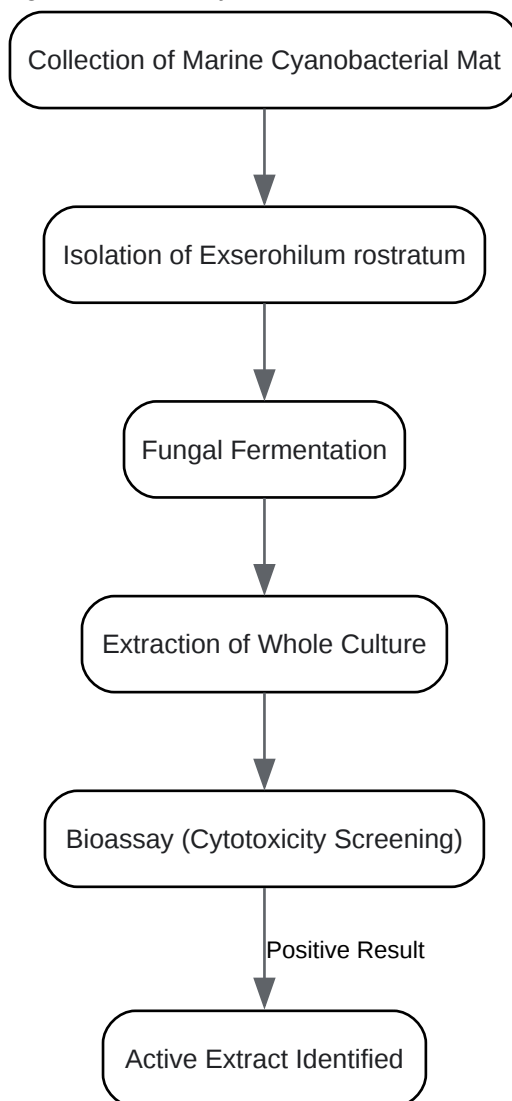 Collection of Marine Cyanobacterial Mat
Isolation of Exserohilum rostratum
Fungal Fermentation
Extraction of Whole Culture
Bioassay (Cytotoxicity Screening)
Positive Result
Active Extract Identified